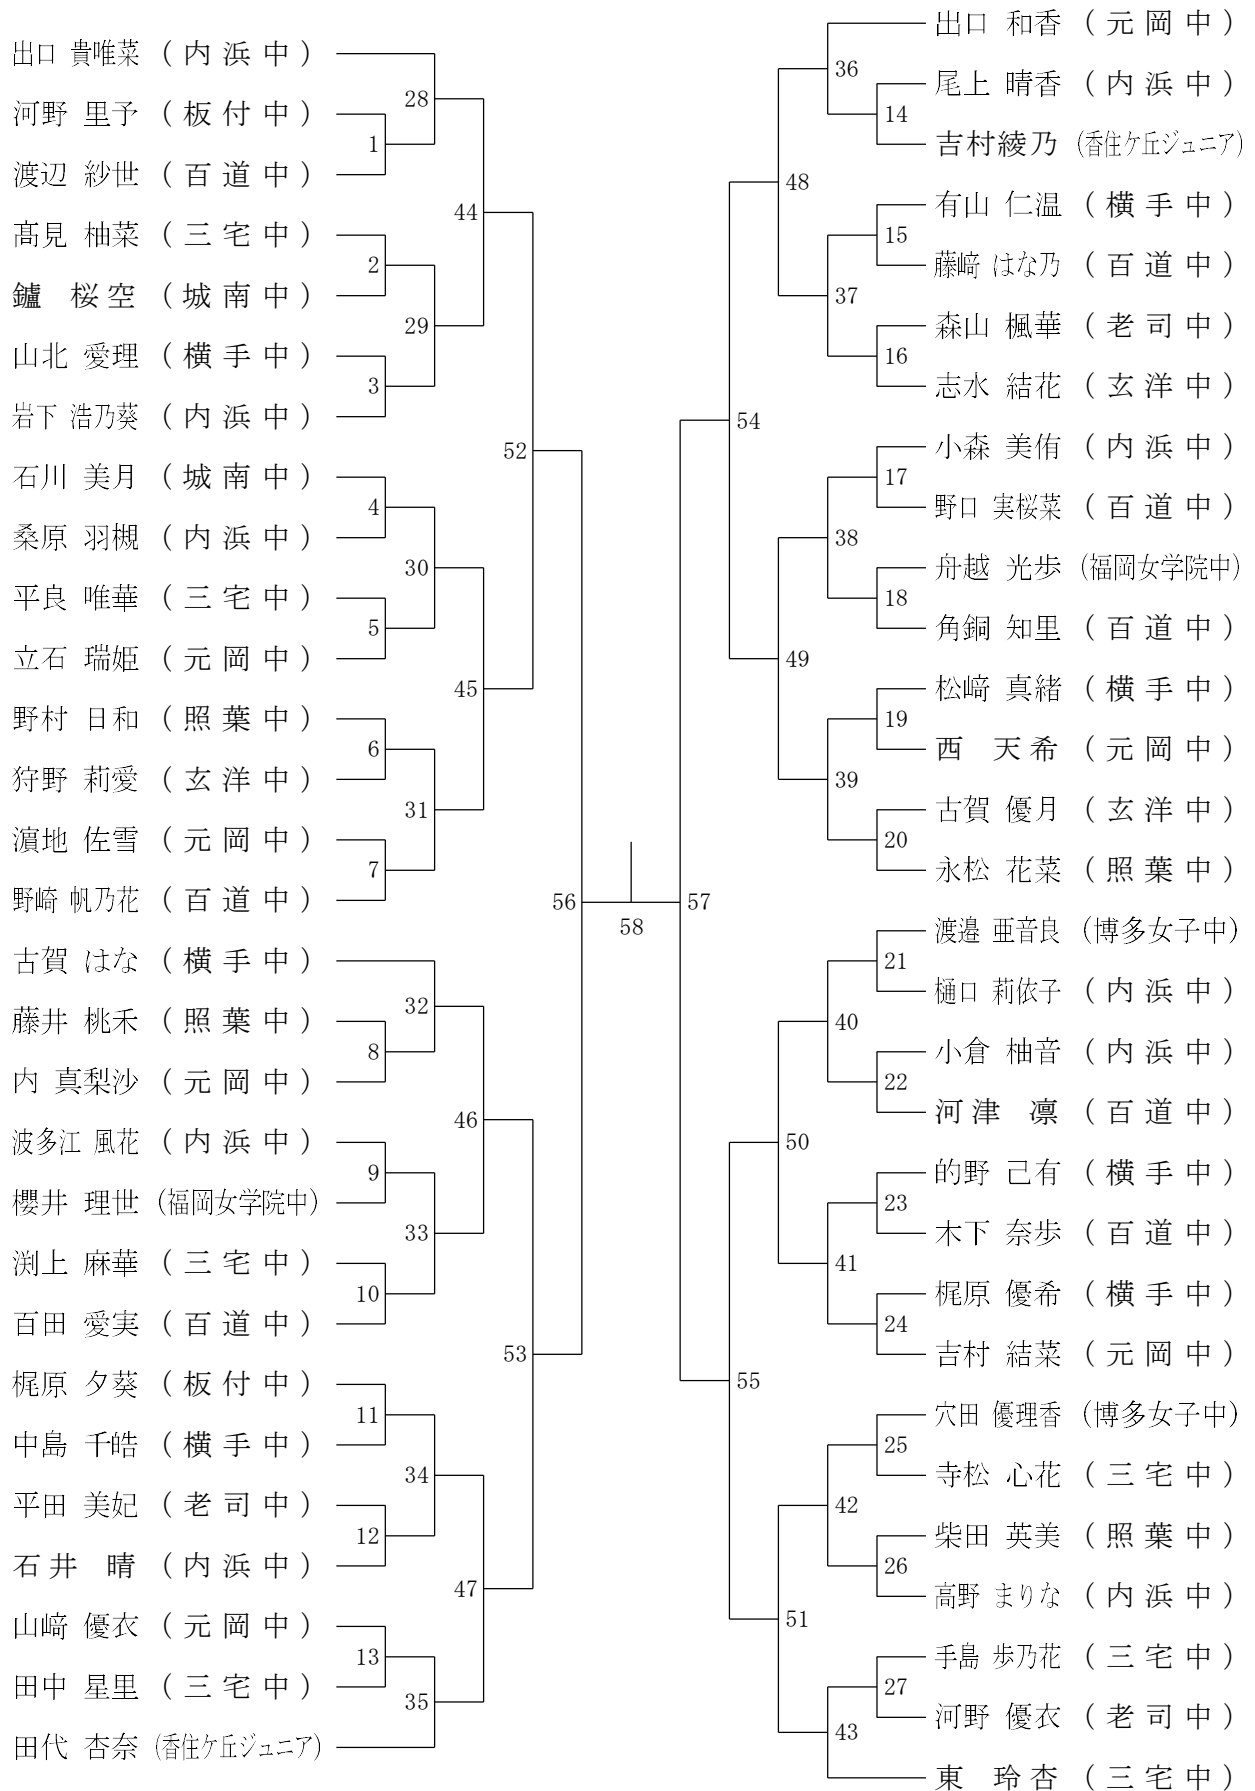 出口 貴唯菜 (内浜中)
河野 里予 (板付中)
渡辺 紗世 (百道中)
髙見 柚菜 (三宅中)
鑪 桜空 (城南中)
山北 愛理 (横手中)
岩下 浩乃葵 (内浜中)
石川 美月 (城南中)
桑原 羽槻 (内浜中)
平良 唯華 (三宅中)
立石 瑞姫 (元岡中)
野村 日和 (照葉中)
狩野 莉愛 (玄洋中)
濵地 佐雪 (元岡中)
野崎 帆乃花 (百道中)
古賀 はな (横手中)
藤井 桃禾 (照葉中)
内 真梨沙 (元岡中)
波多江 風花 (内浜中)
櫻井 理世 (福岡女学院中)
渕上 麻華 (三宅中)
百田 愛実 (百道中)
梶原 夕葵 (板付中)
中島 千皓 (横手中)
平田 美妃 (老司中)
石井 晴 (内浜中)
山﨑 優衣 (元岡中)
田中 星里 (三宅中)
田代 杏奈 (香住ケ丘ジュニア)
1
2
3
4
5
6
7
8
9
10
11
12
13
28
29
30
31
32
33
34
35
44
45
46
47
52
53
56
58
57
54
55
48
49
50
51
36
37
38
39
40
41
42
43
14
15
16
17
18
19
20
21
22
23
24
25
26
27
出口 和香 (元岡中)
尾上 晴香 (内浜中)
吉村綾乃 (香住ケ丘ジュニア)
有山 仁温 (横手中)
藤﨑 はな乃 (百道中)
森山 楓華 (老司中)
志水 結花 (玄洋中)
小森 美侑 (内浜中)
野口 実桜菜 (百道中)
舟越 光歩 (福岡女学院中)
角銅 知里 (百道中)
松﨑 真緒 (横手中)
西 天希 (元岡中)
古賀 優月 (玄洋中)
永松 花菜 (照葉中)
渡邉 亜音良 (博多女子中)
樋口 莉依子 (内浜中)
小倉 柚音 (内浜中)
河津 凛 (百道中)
的野 己有 (横手中)
木下 奈歩 (百道中)
梶原 優希 (横手中)
吉村 結菜 (元岡中)
穴田 優理香 (博多女子中)
寺松 心花 (三宅中)
柴田 英美 (照葉中)
高野 まりな (内浜中)
手島 歩乃花 (三宅中)
河野 優衣 (老司中)
東 玲杏 (三宅中)